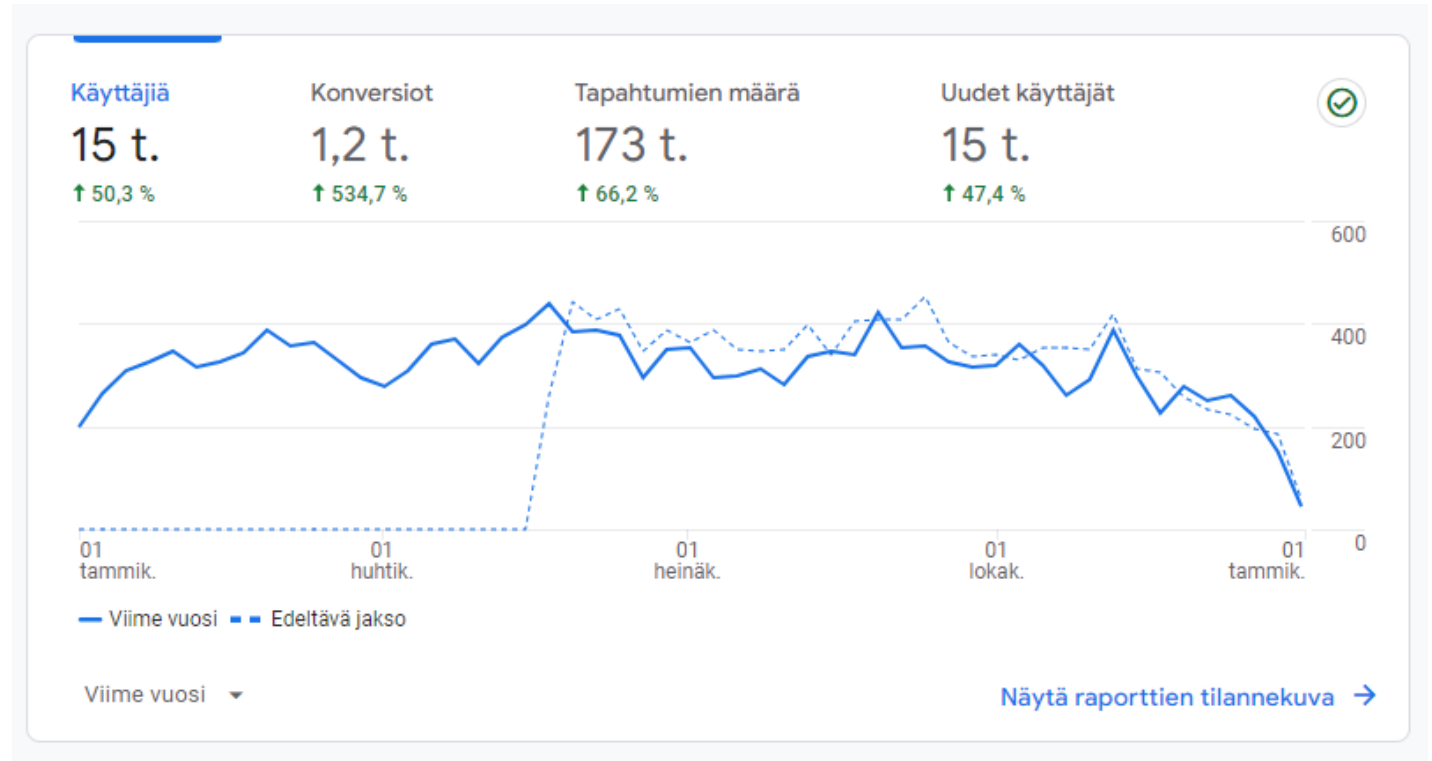 Käyttäjiä Konversiot Tapahtumien määrä Uudet käyttäjät
15 t. 1,2 t. 173 t. 15 t.
↑ 50,3 % ↑ 534,7 % ↑ 66,2 % ↑ 47,4 %
600
400
200
0
01 01 01 01 01
tammik. huhtik. heinäk. lokak. tammik.
Viime vuosi Edeltävä jakso
Viime vuosi Näytä raporttien tilannekuva →